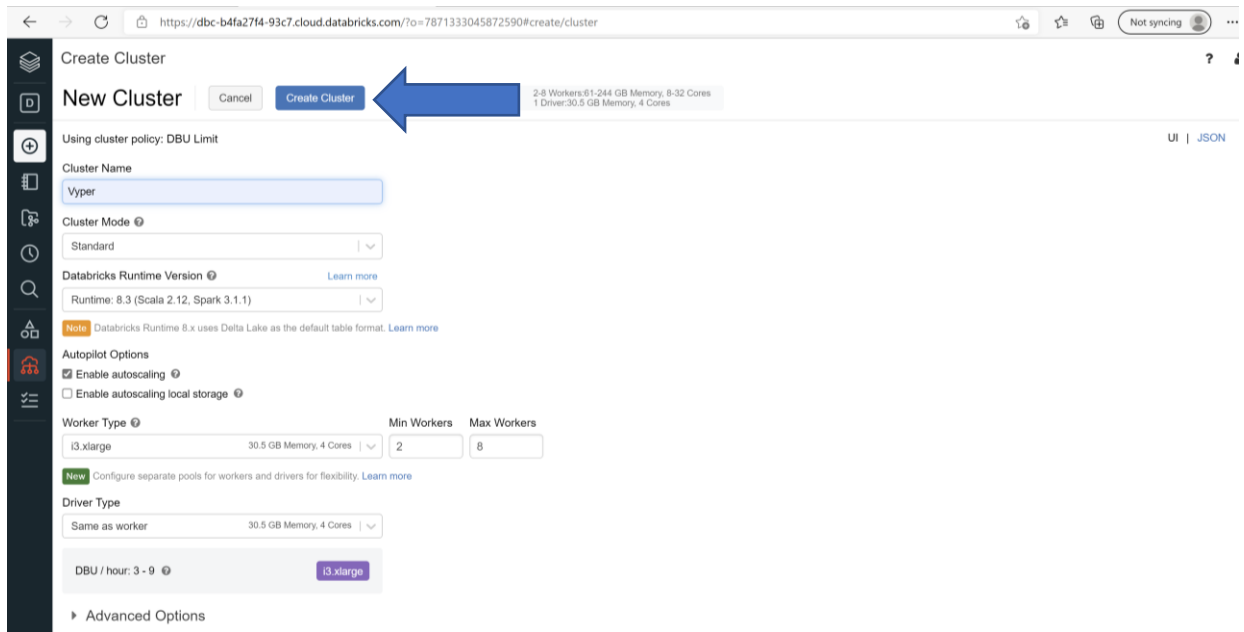 https://dbc-b4fa27f4-93c7.cloud.databricks.com/?o=7871333045872590#create/cluster
Not syncing
Create Cluster
?
New Cluster
Cancel
Create Cluster
2-8 Workers:61-244 GB Memory, 8-32 Cores
1 Driver:30.5 GB Memory, 4 Cores
D
Using cluster policy: DBU Limit
UI | JSON
Cluster Name
Vyper
Cluster Mode
Standard
Databricks Runtime Version
Learn more
Runtime: 8.3 (Scala 2.12, Spark 3.1.1)
Note Databricks Runtime 8.x uses Delta Lake as the default table format. Learn more
Autopilot Options
Enable autoscaling
Enable autoscaling local storage
Worker Type Min Workers Max Workers
i3.xlarge 30.5 GB Memory, 4 Cores 2 8
New Configure separate pools for workers and drivers for flexibility. Learn more
Driver Type
Same as worker 30.5 GB Memory, 4 Cores
DBU / hour: 3 - 9 i3.xlarge
Advanced Options